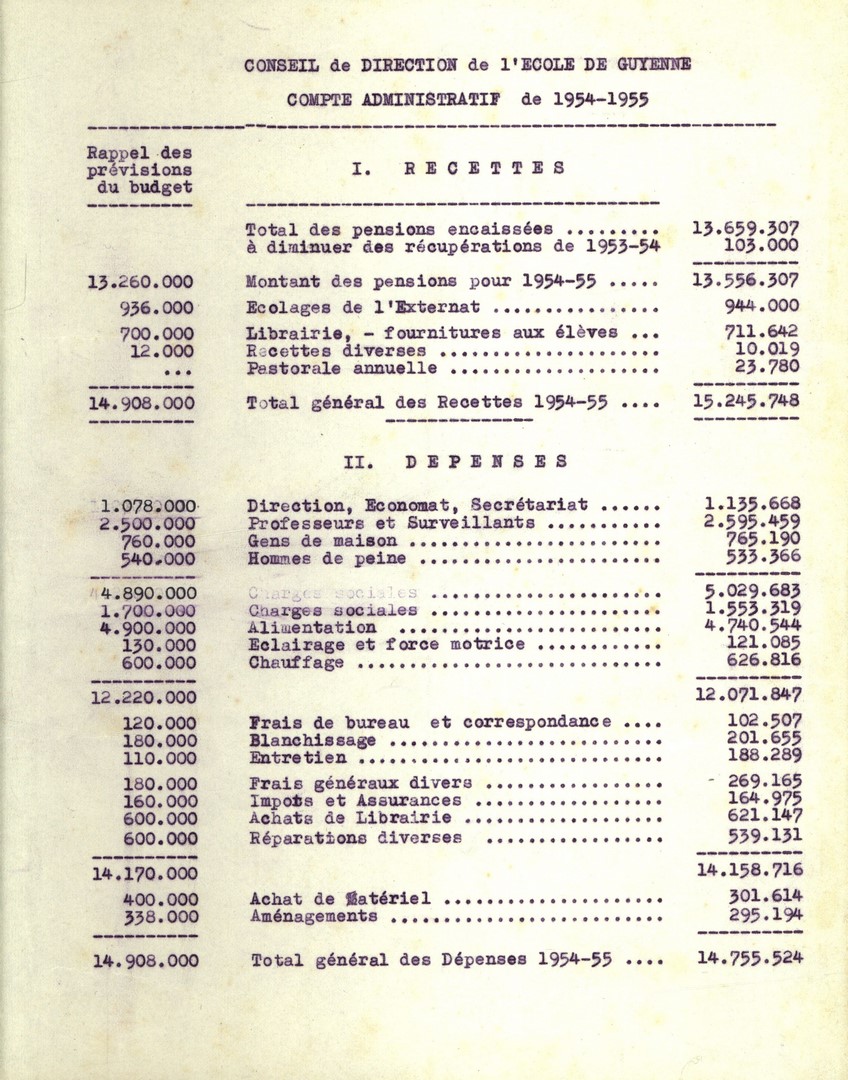 CONSEIL de DIRECTION de l'ECOLE DE GUYENNE
COMPTE ADMINISTRATIF de 1954-1955
Rappel des
prévisions
du budget
I. RECETTES
Total des pensions encaissées ......... 13.659.307
à diminuer des récupérations de 1953-54 103.000
13.260.000 Montant des pensions pour 1954-55 ..... 13.556.307
936.000 Ecolages de l'Externat ................ 944.000
700.000 Librairie, - fournitures aux élèves ... 711.642
12.000 Recettes diverses ..................... 10.019
... Pastorale annuelle .................... 23.780
14.908.000 Total général des Recettes 1954-55 .... 15.245.748
II. DEPENSES
1.078.000 Direction, Economat, Secrétariat ...... 1.135.668
2.500.000 Professeurs et Surveillants ........... 2.595.459
760.000 Gens de maison ........................ 765.190
540.000 Hommes de peine ....................... 533.366
4.890.000 Charges sociales ...................... 5.029.683
1.700.000 Charges sociales ...................... 1.553.319
4.900.000 Alimentation ......................... 4.740.544
130.000 Eclairage et force motrice ............ 121.085
600.000 Chauffage ............................. 626.816
12.220.000 12.071.847
120.000 Frais de bureau et correspondance .... 102.507
180.000 Blanchissage .......................... 201.655
110.000 Entretien ............................. 188.289
180.000 Frais généraux divers ................. - 269.165
160.000 Impots et Assurances .................. 164.975
600.000 Achats de Librairie ................... 621.147
600.000 Réparations diverses ................. 539.131
14.170.000 14.158.716
400.000 Achat de Matériel ..................... 301.614
338.000 Aménagements .......................... 295.194
14.908.000 Total général des Dépenses 1954-55 .... 14.755.524